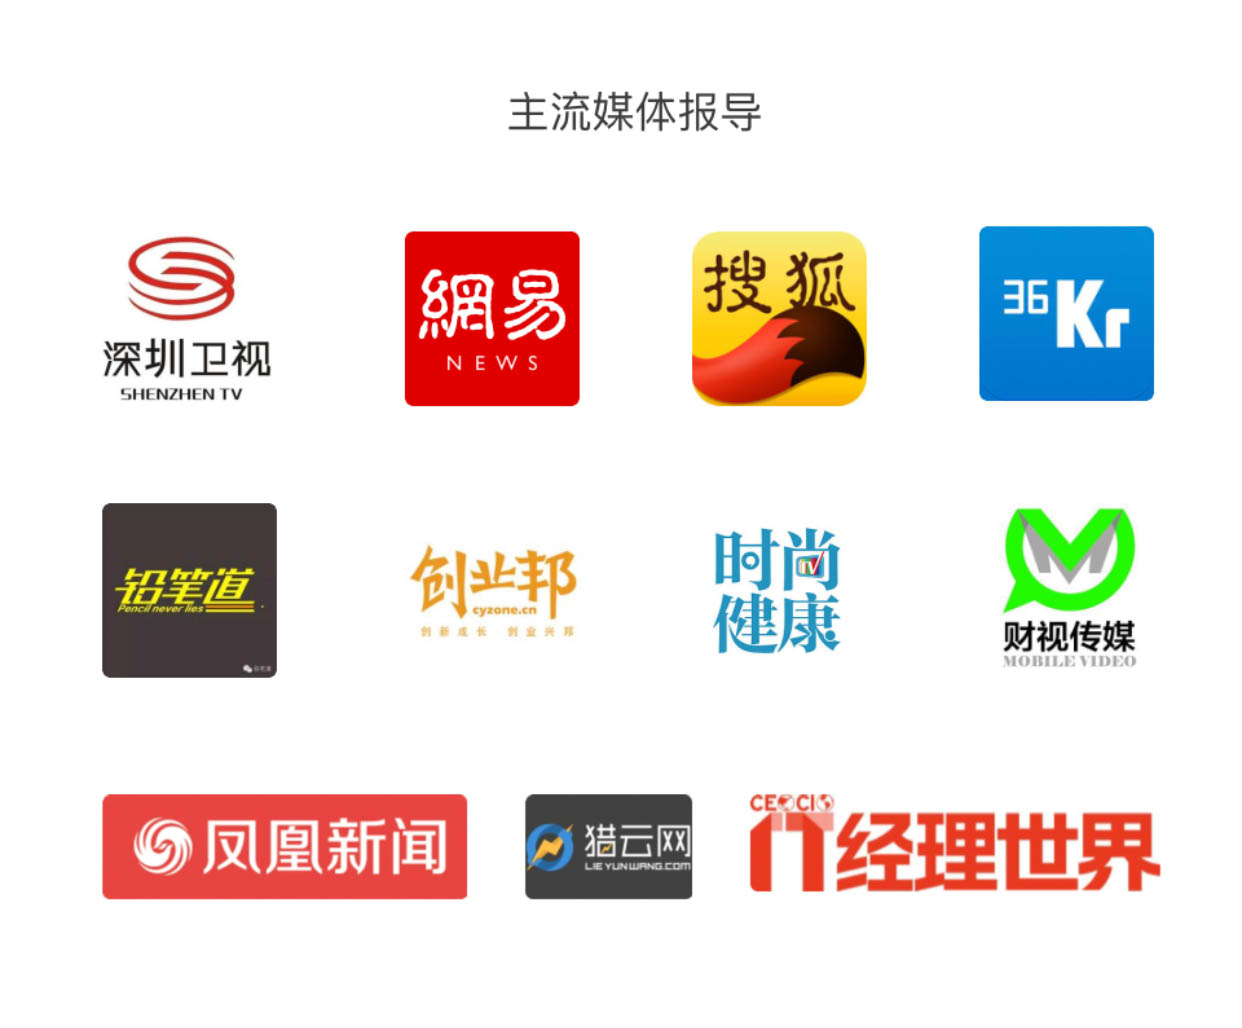 主流媒体报导
深圳卫视
SHENZHEN TV
網易
NEWS
搜狐
36Kr
铅笔道
Pencil never lies
创业邦
cyzone.cn
创新成长 创业兴邦
时尚
TV
健康
财视传媒
MOBILE VIDEO
凤凰新闻
猎云网
LIEYUNWANG.COM
CEOCIO
IT经理世界